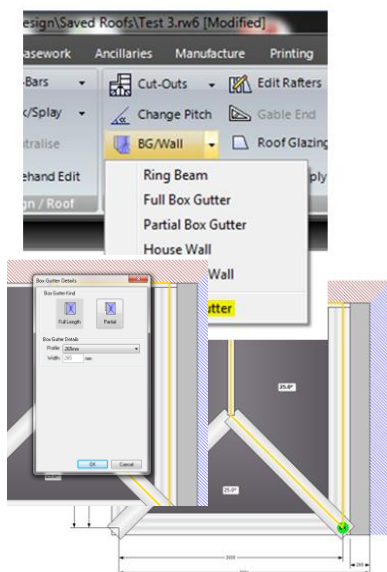 esign\Saved Roofs\Test 3.rw6 [Modified]
asework Ancillaries Manufacture Printing
Bars Cut-Outs Edit Rafters
k/Splay Change Pitch Gable End
ntralise BG/Wall Roof Glazing
ehand Edit ply
gn / Roof
Ring Beam
Full Box Gutter
Partial Box Gutter
House Wall
Wall
utter
Box Gutter Details
Box Gutter Kind
Full Length Partial
Box Gutter Details
Profile 265mm
Width mm
OK Cancel
25.0°
25.0°